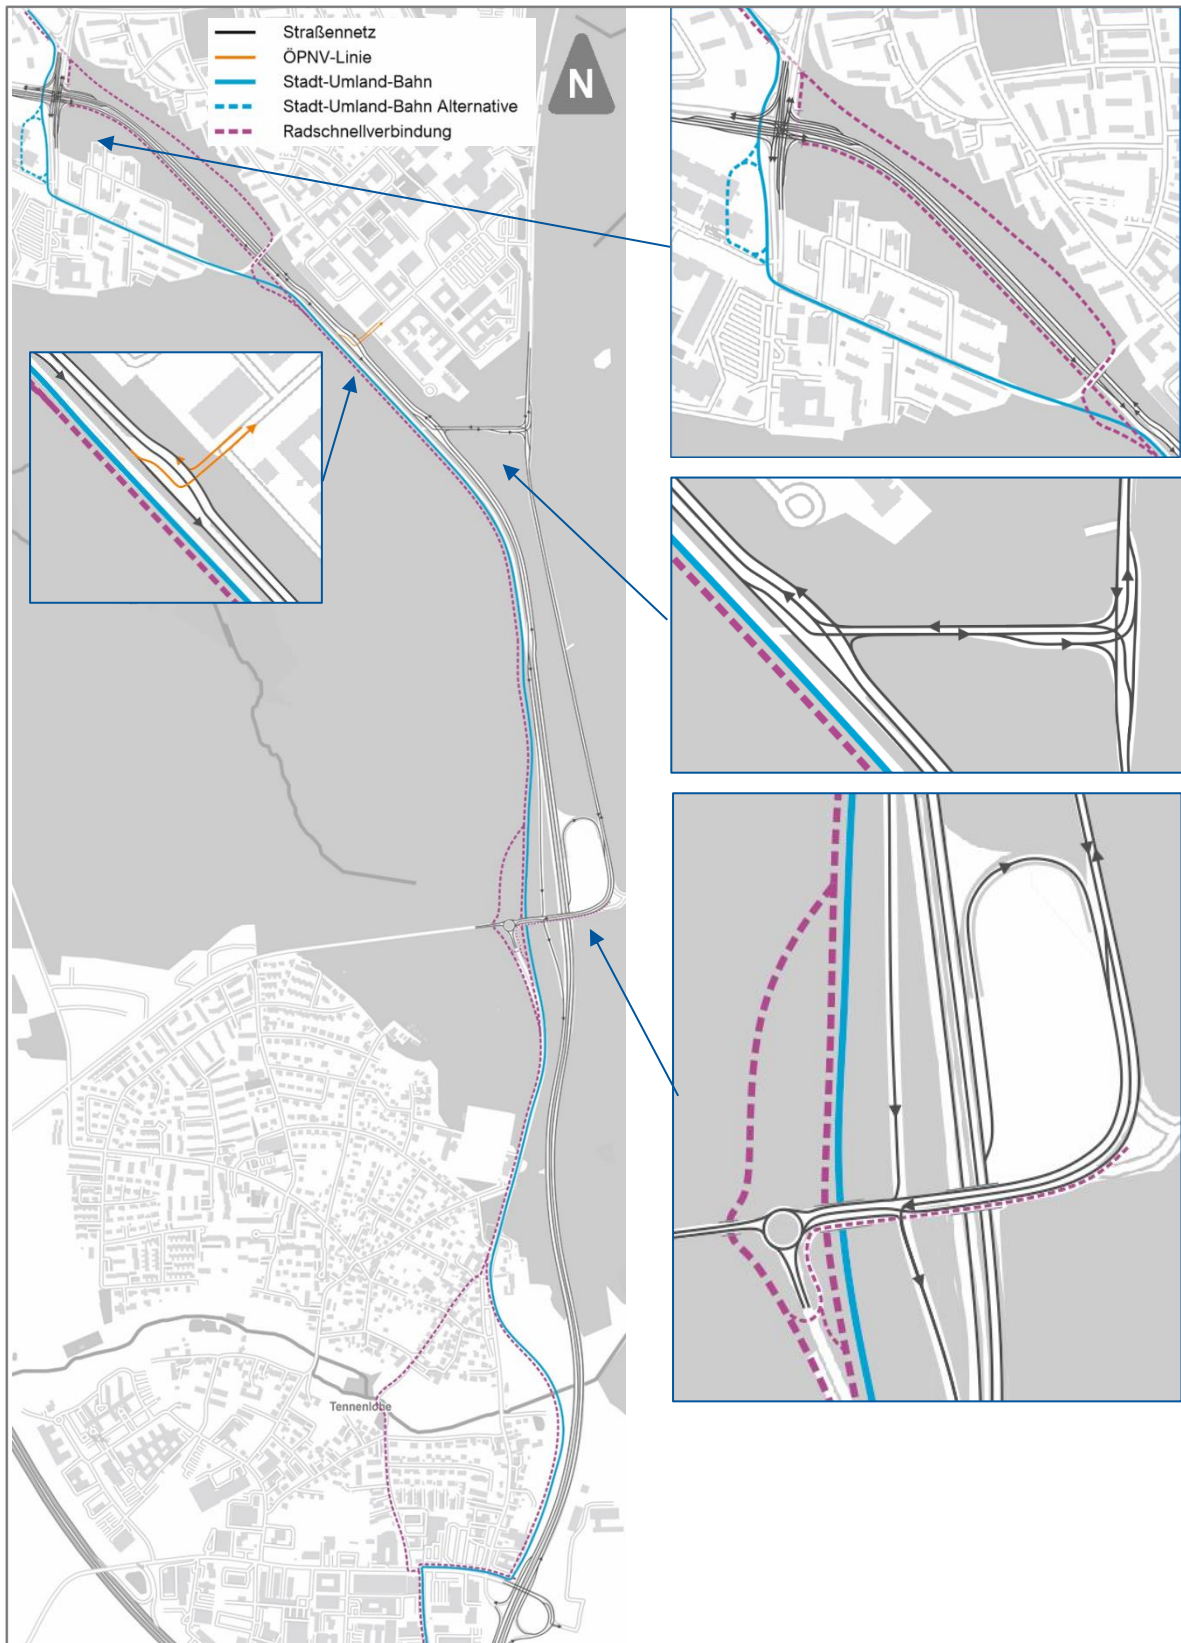 Straßennetz
ÖPNV-Linie
Stadt-Umland-Bahn
Stadt-Umland-Bahn Alternative
Radschnellverbindung
N
Tennenlohe